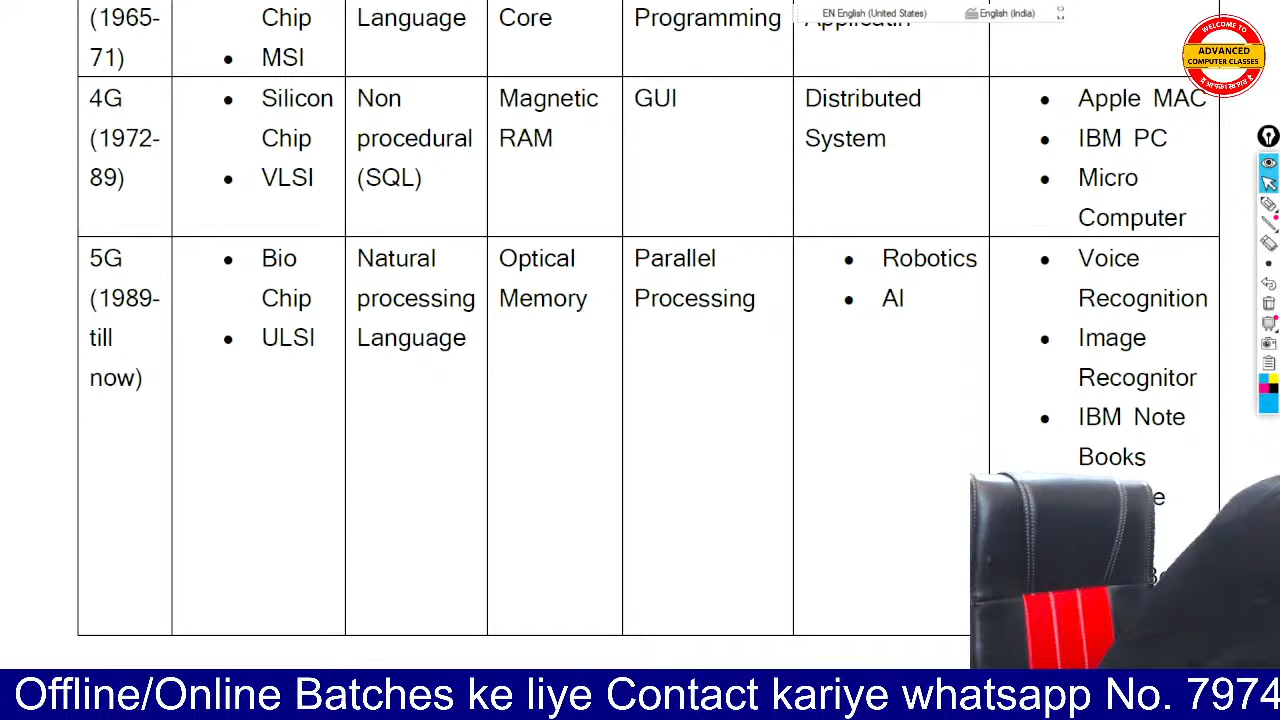 EN English (United States) English (India)
(1965- Chip Language Core Programming
71) MSI
4G Silicon Non Magnetic GUI Distributed Apple MAC
(1972- Chip procedural RAM System IBM PC
89) VLSI (SQL) Micro
Computer
5G Bio Natural Optical Parallel Robotics Voice
(1989- Chip processing Memory Processing AI Recognition
till ULSI Language Image
now) Recognitor
IBM Note
Books
WELCOME TO
ADVANCED
COMPUTER CLASSES
Offline/Online Batches ke liye Contact kariye whatsapp No. 7974